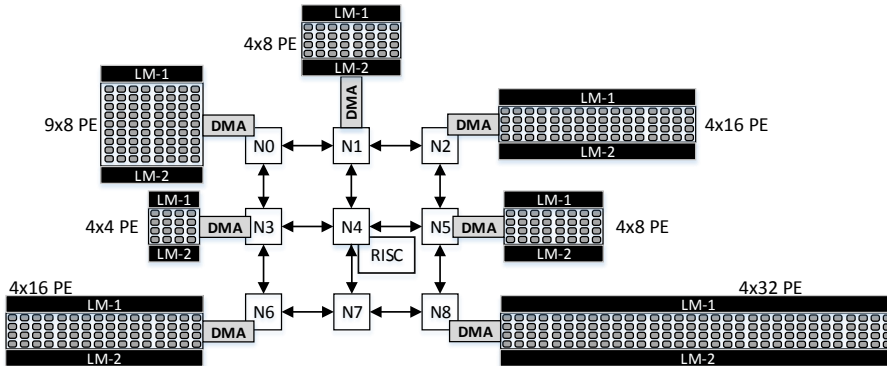 LM-1
4x8 PE
LM-2
DMA
LM-1
9x8 PE
LM-2
DMA
LM-1
4x16 PE
LM-2
DMA
N0
N1
N2
LM-1
4x4 PE
LM-2
DMA
N3
N4
N5
RISC
DMA
LM-1
4x8 PE
LM-2
4x16 PE
LM-1
LM-2
DMA
N6
N7
N8
DMA
4x32 PE
LM-1
LM-2